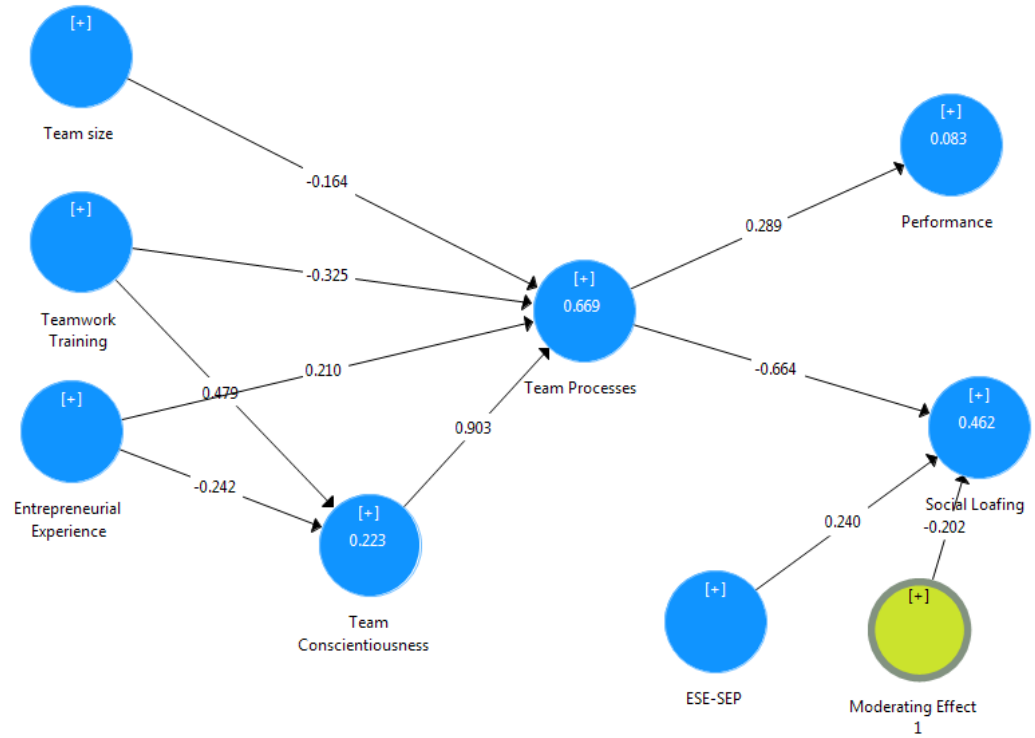 [+]
Team size
-0.164
[+]
0.083
Performance
[+]
Teamwork
Training
-0.325
0.289
[+]
0.669
Team Processes
[+]
Entrepreneurial
Experience
0.210
0.479
-0.242
0.903
-0.664
[+]
0.462
Social Loafing
[+]
0.223
Team
Conscientiousness
0.240
-0.202
[+]
ESE-SEP
[+]
Moderating Effect
1